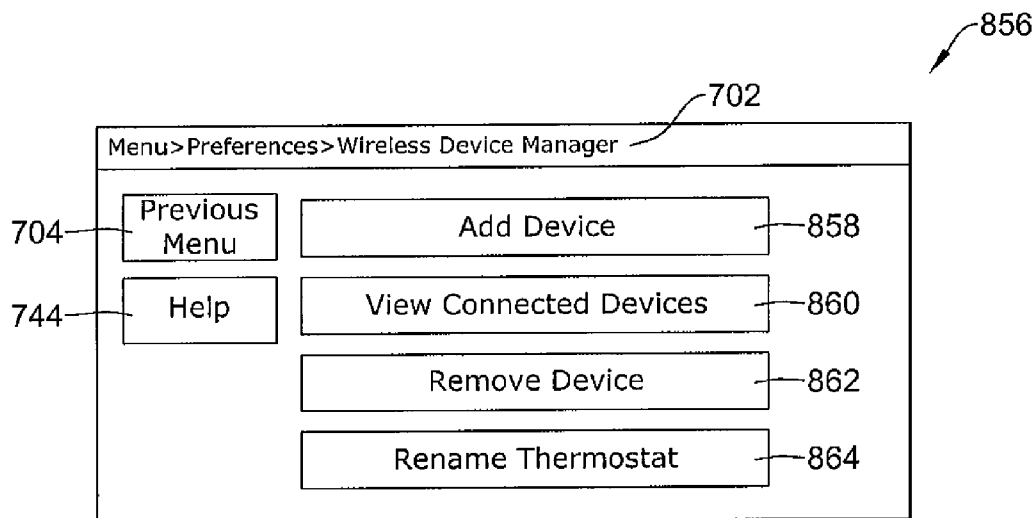 856
702
Menu>Preferences>Wireless Device Manager
704
Previous
Menu
Add Device
858
744
Help
View Connected Devices
860
Remove Device
862
Rename Thermostat
864